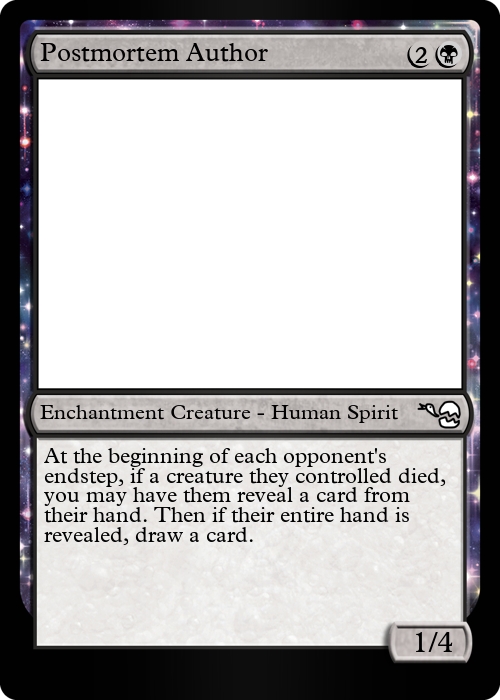 Postmortem Author 2
Enchantment Creature - Human Spirit
At the beginning of each opponent's
endstep, if a creature they controlled died,
you may have them reveal a card from
their hand. Then if their entire hand is
revealed, draw a card.
1/4